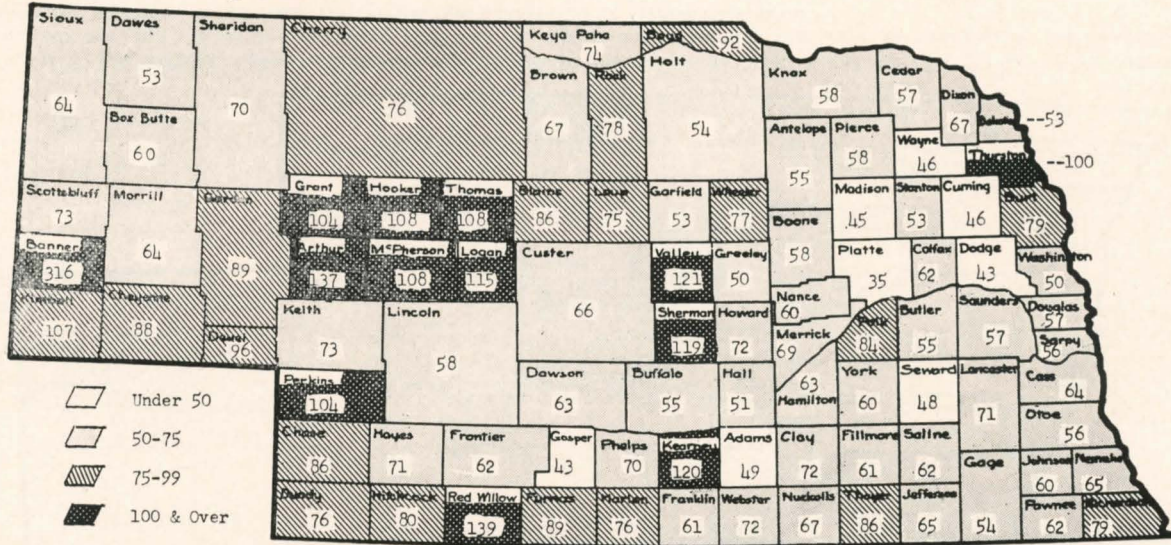 Sioux
64
Dawes
53
Sheridan
70
Cherry
76
Keya Paha
74
Boyd
92
Box Butte
60
Brown
67
Rock
78
Holt
54
Knox
58
Cedar
57
Dixon
67
Dakota
--53
Antelope
55
Pierce
58
Wayne
46
Thurston
--100
Scottsbluff
73
Morrill
64
Garden
89
Grant
104
Hooker
108
Thomas
108
Blaine
86
Loup
75
Garfield
53
Wheeler
77
Madison
45
Stanton
53
Cuming
46
Burt
79
Banner
316
Arthur
137
McPherson
108
Logan
115
Custer
66
Valley
121
Greeley
50
Boone
58
Platte
35
Colfax
62
Dodge
43
Washington
50
Kimball
107
Cheyenne
88
Deuel
96
Keith
73
Lincoln
58
Sherman
119
Howard
72
Nance
60
Merrick
69
Polk
84
Butler
55
Saunders
57
Douglas
57
Sarpy
56
Perkins
104
Dawson
63
Buffalo
55
Hall
51
63
Hamilton
York
60
Seward
48
Lancaster
71
Cass
64
Otoe
56
Chase
86
Hayes
71
Frontier
62
Gosper
43
Phelps
70
Kearney
120
Adams
49
Clay
72
Fillmore
61
Saline
62
Gage
54
Johnson
60
Nemaha
65
Dundy
76
Hitchcock
80
Red Willow
139
Furnas
89
Harlan
76
Franklin
61
Webster
72
Nuckolls
67
Thayer
86
Jefferson
65
Pawnee
62
Richardson
79
Under 50
50-75
75-99
100 & Over